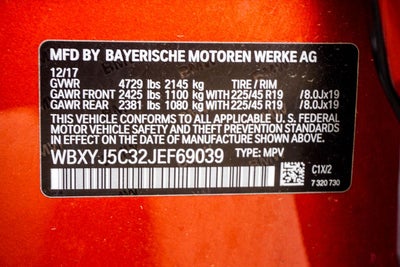 MFD BY BAYERISCHE MOTOREN WERKE AG
12/17
GVWR 4729 lbs 2145 kg TIRE / RIM
GAWR FRONT 2425 lbs 1100 kg WITH 225/45 R19 /8.0Jx19
GAWR REAR 2381 lbs 1080 kg WITH 225/45 R19 /8.0Jx19
THIS VEHICLE CONFORMS TO ALL APPLICABLE U.S. FEDERAL
MOTOR VEHICLE SAFETY, BUMPER AND THEFT PREVENTION STANDARDS
IN EFFECT ON THE DATE OF MANUFACTURE SHOWN ABOVE.
WBXYJ5C32JEF69039 TYPE: MPV
C1X/2
7 320 730